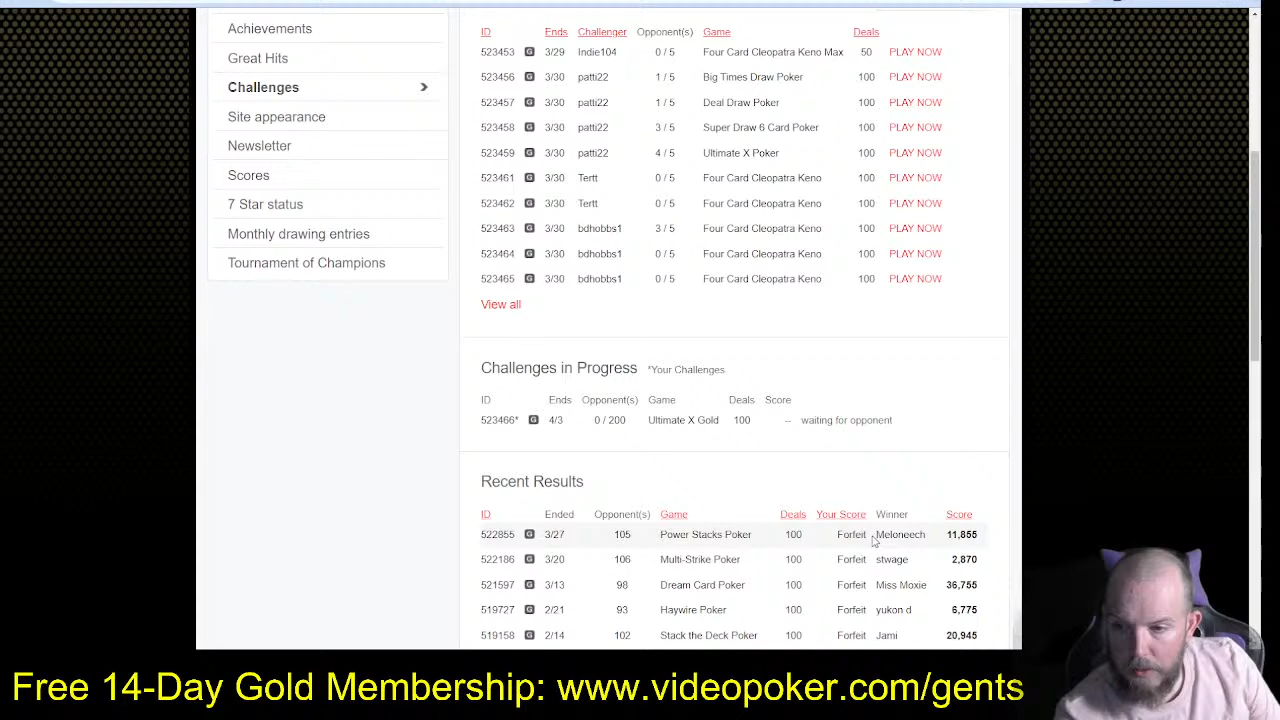 Achievements
Great Hits
Challenges
Site appearance
Newsletter
Scores
7 Star status
Monthly drawing entries
Tournament of Champions
ID Ends Challenger Opponent(s) Game Deals
523453 G 3/29 Indie104 0 / 5 Four Card Cleopatra Keno Max 50 PLAY NOW
523456 G 3/30 patti22 1 / 5 Big Times Draw Poker 100 PLAY NOW
523457 G 3/30 patti22 1 / 5 Deal Draw Poker 100 PLAY NOW
523458 G 3/30 patti22 3 / 5 Super Draw 6 Card Poker 100 PLAY NOW
523459 G 3/30 patti22 4 / 5 Ultimate X Poker 100 PLAY NOW
523461 G 3/30 Tertt 0 / 5 Four Card Cleopatra Keno 100 PLAY NOW
523462 G 3/30 Tertt 0 / 5 Four Card Cleopatra Keno 100 PLAY NOW
523463 G 3/30 bdhobbs1 3 / 5 Four Card Cleopatra Keno 100 PLAY NOW
523464 G 3/30 bdhobbs1 0 / 5 Four Card Cleopatra Keno 100 PLAY NOW
523465 G 3/30 bdhobbs1 0 / 5 Four Card Cleopatra Keno 100 PLAY NOW
View all
Challenges in Progress *Your Challenges
ID Ends Opponent(s) Game Deals Score
523466* G 4/3 0 / 200 Ultimate X Gold 100 -- waiting for opponent
Recent Results
ID Ended Opponent(s) Game Deals Your Score Winner Score
522855 G 3/27 105 Power Stacks Poker 100 Forfeit Meloneech 11,855
522186 G 3/20 106 Multi-Strike Poker 100 Forfeit stwage 2,870
521597 G 3/13 98 Dream Card Poker 100 Forfeit Miss Moxie 36,755
519727 G 2/21 93 Haywire Poker 100 Forfeit yukon d 6,775
519158 G 2/14 102 Stack the Deck Poker 100 Forfeit Jami 20,945
Free 14-Day Gold Membership: www.videopoker.com/gents